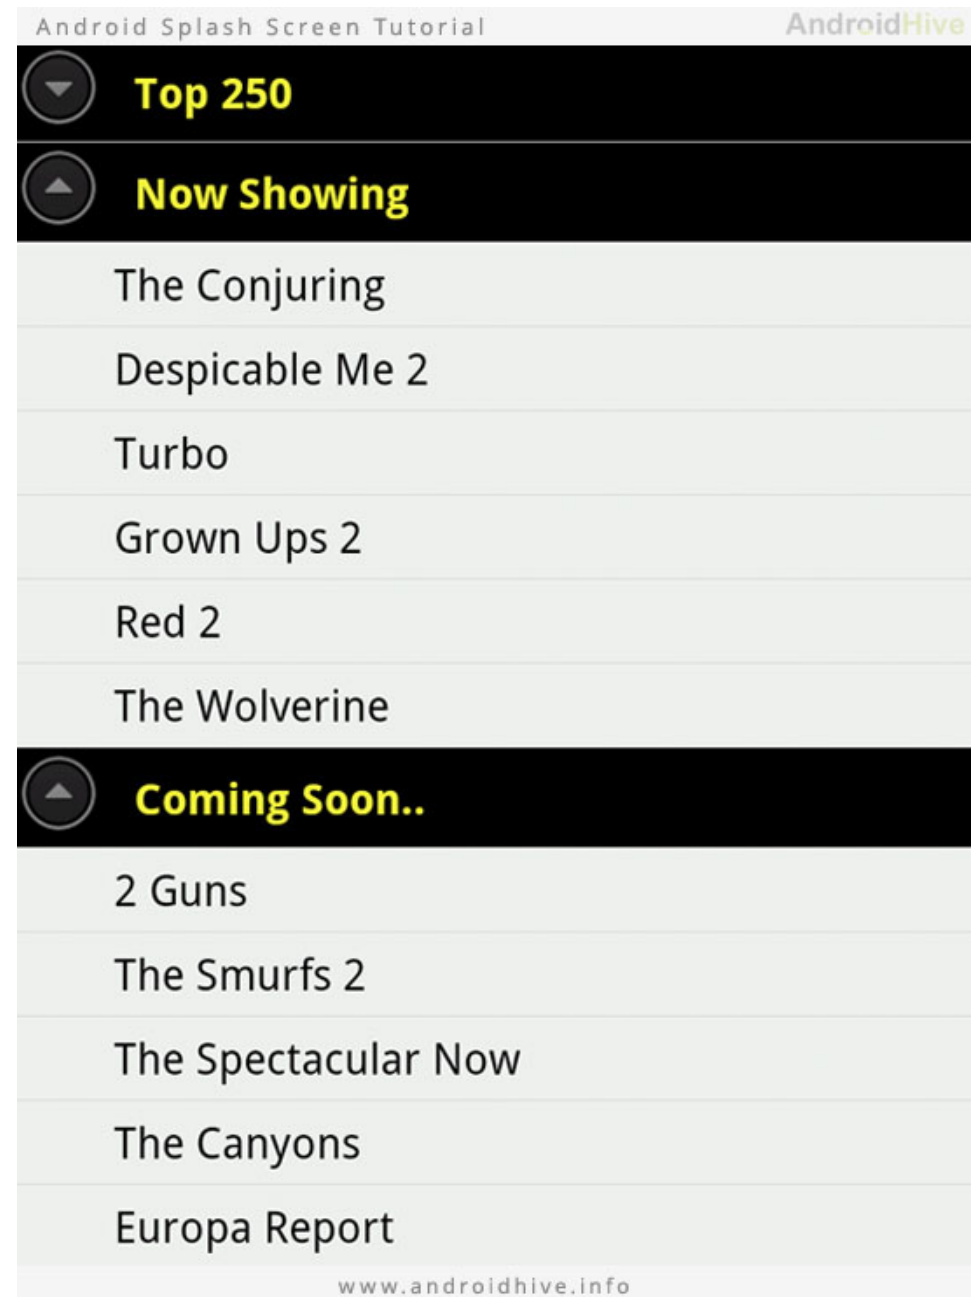 Android Splash Screen Tutorial AndroidHive
Top 250
Now Showing
The Conjuring
Despicable Me 2
Turbo
Grown Ups 2
Red 2
The Wolverine
Coming Soon..
2 Guns
The Smurfs 2
The Spectacular Now
The Canyons
Europa Report
www.androidhive.info